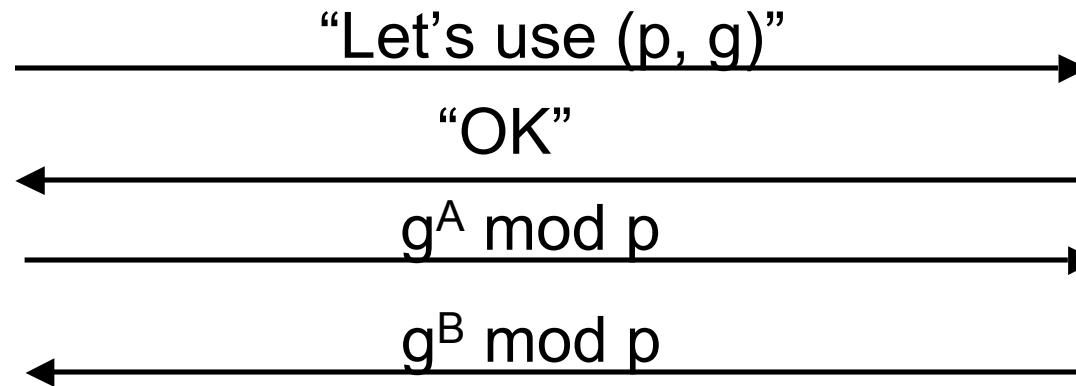 “Let’s use (p, g)”
“OK”
g^A mod p
g^B mod p